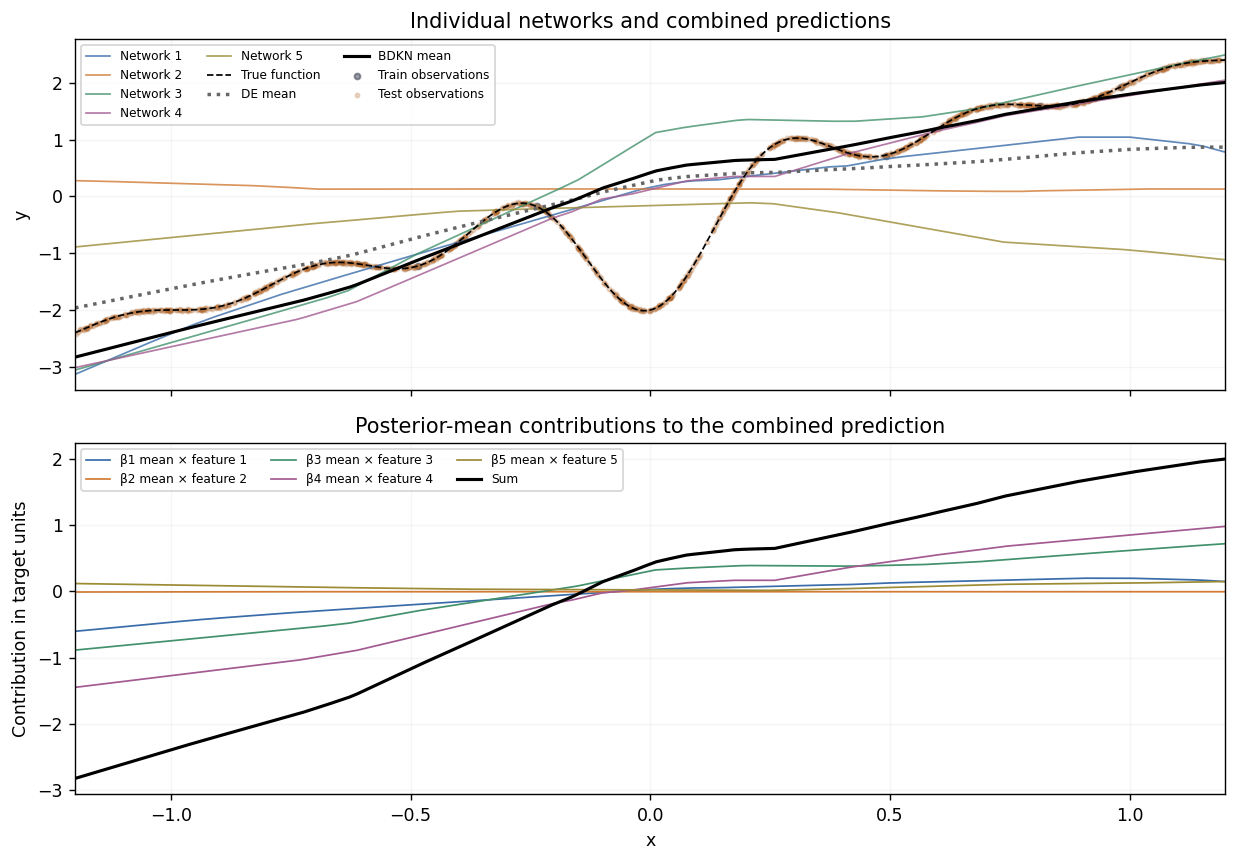 Individual networks and combined predictions
Network 1
Network 2
Network 3
Network 4
Network 5
True function
DE mean
BDKN mean
Train observations
Test observations
2
1
0
−1
−2
−3
y
Posterior-mean contributions to the combined prediction
β1 mean × feature 1
β2 mean × feature 2
β3 mean × feature 3
β4 mean × feature 4
β5 mean × feature 5
Sum
2
1
0
−1
−2
−3
Contribution in target units
−1.0 −0.5 0.0 0.5 1.0
x